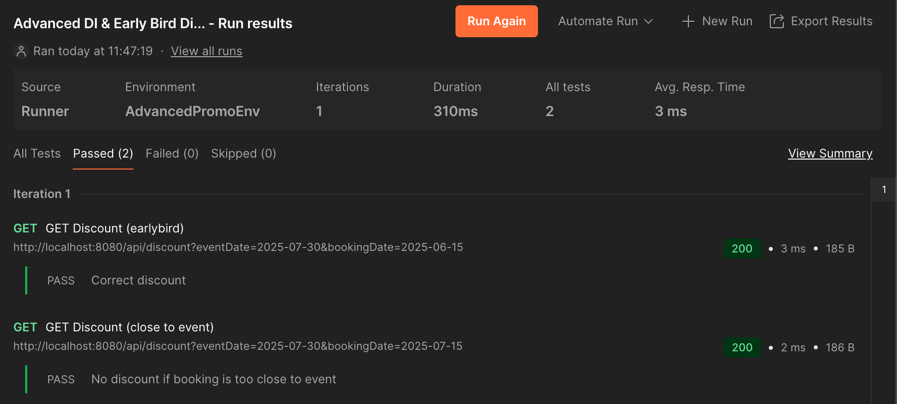 Advanced DI & Early Bird Di... - Run results
Run Again
Automate Run
New Run
Export Results
Ran today at 11:47:19 · View all runs
Source Environment Iterations Duration All tests Avg. Resp. Time
Runner AdvancedPromoEnv 1 310ms 2 3 ms
All Tests Passed (2) Failed (0) Skipped (0) View Summary
Iteration 1
1
GET GET Discount (earlybird)
http://localhost:8080/api/discount?eventDate=2025-07-30&bookingDate=2025-06-15
200 • 3 ms • 185 B
PASS Correct discount
GET GET Discount (close to event)
http://localhost:8080/api/discount?eventDate=2025-07-30&bookingDate=2025-07-15
200 • 2 ms • 186 B
PASS No discount if booking is too close to event